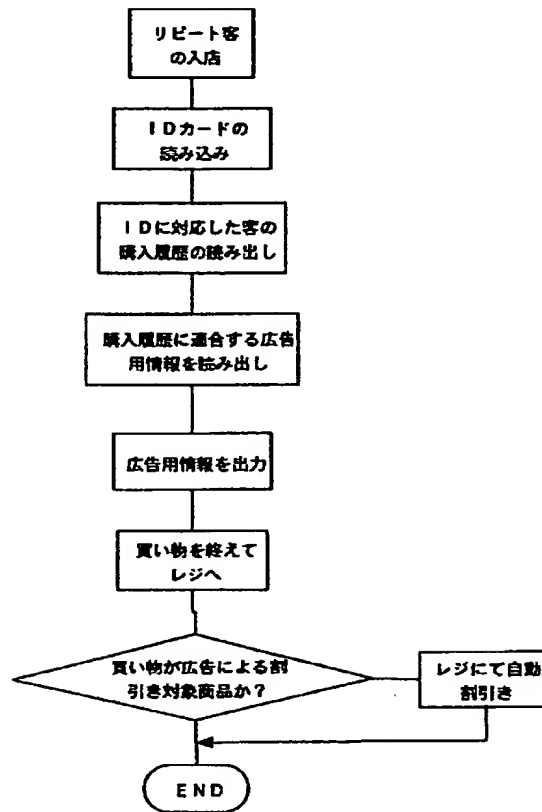 リピート客
の入店
IDカードの
読み込み
IDに対応した客の
購入履歴の読み出し
購入履歴に適合する広告
用情報を読み出し
広告用情報を出力
買い物を終えて
レジへ
買い物が広告による割
引き対象商品か?
レジにて自動
割引き
END